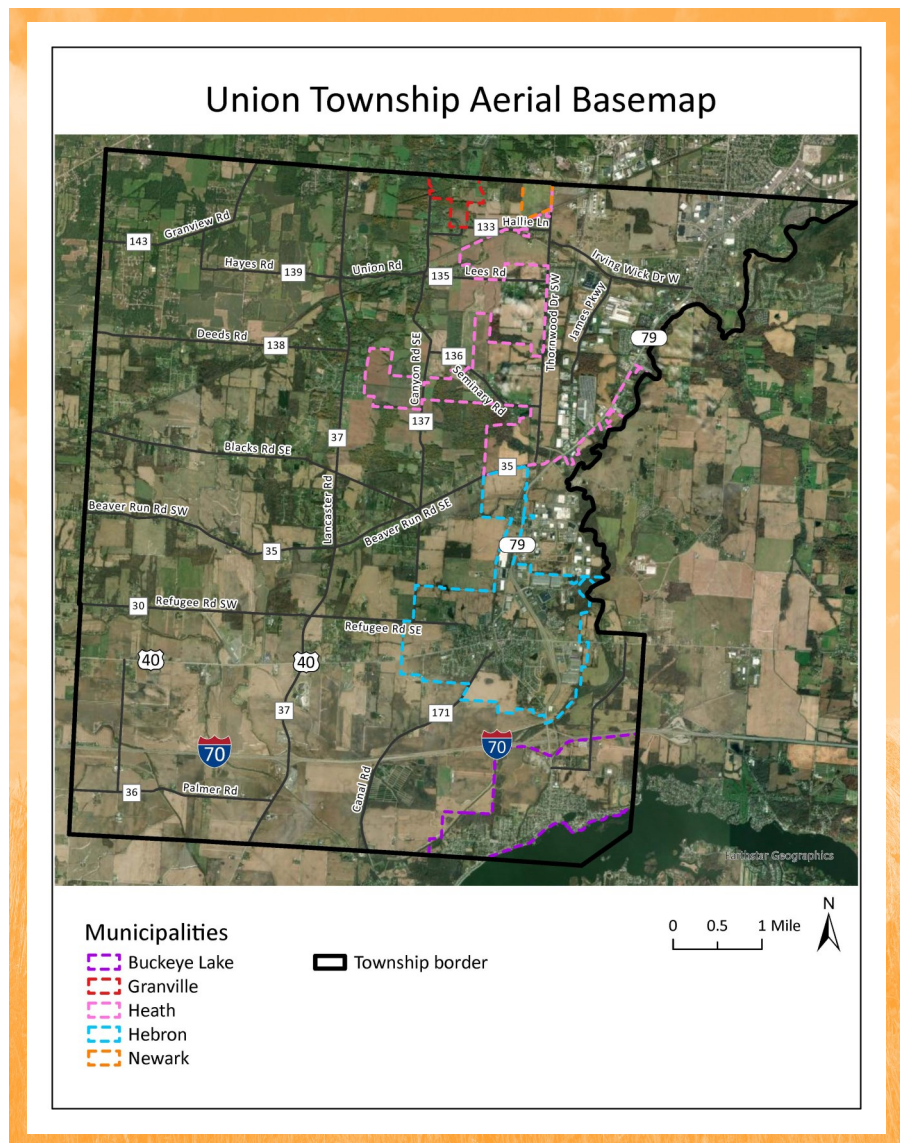 Union Township Aerial Basemap
Hallie Ln
133
Granview Rd
143
Irving Wick Dr W
Hayes Rd
139
Union Rd
135
Lees Rd
Thornwood Dr SW
James Pkwy
79
Deeds Rd
138
Canyon Rd SE
136
Seminary Rd
137
37
Blacks Rd SE
35
Lancaster Rd
Beaver Run Rd SW
Beaver Run Rd SE
35
79
30
Refugee Rd SW
Refugee Rd SE
40
40
37
171
70
70
36
Palmer Rd
Canal Rd
Earthstar Geographics
Municipalities
Buckeye Lake
Granville
Heath
Hebron
Newark
Township border
0 0.5 1 Mile
N